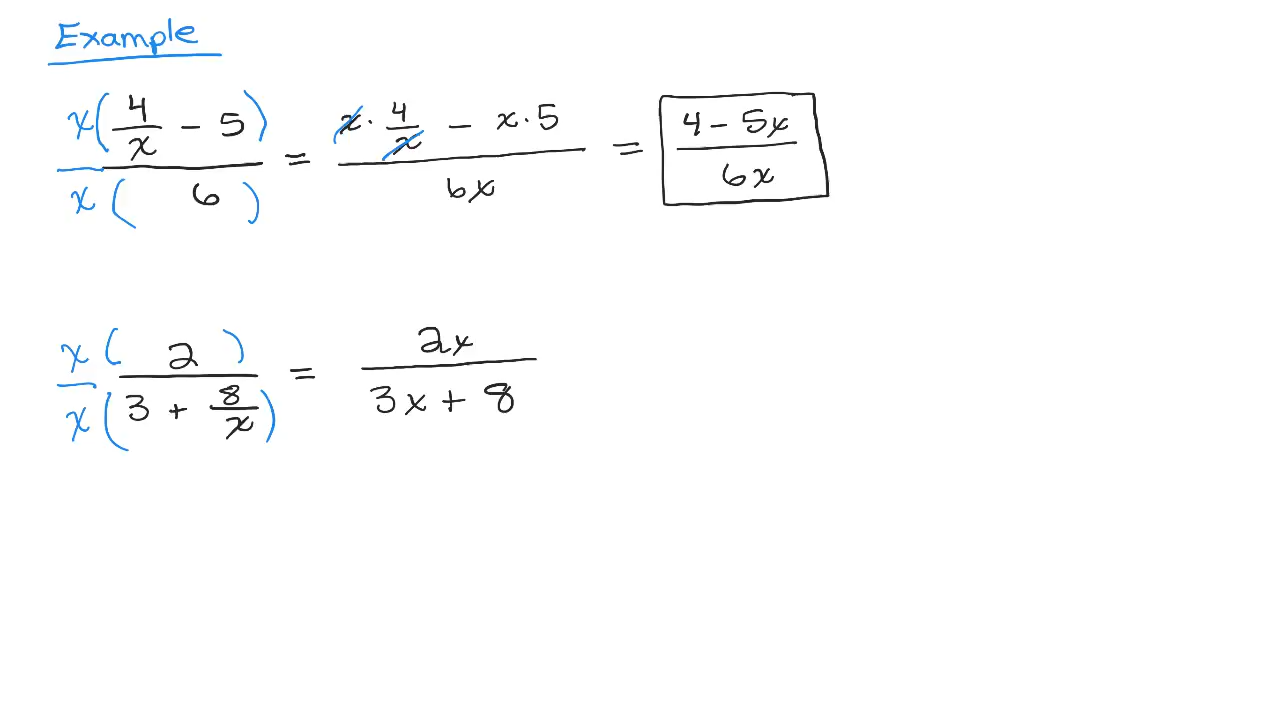 Example
x(4/x - 5) / x(6) = (x · 4/x - x · 5) / 6x = (4 - 5x) / 6x
x(2) / x(3 + 8/x) = 2x / (3x + 8)